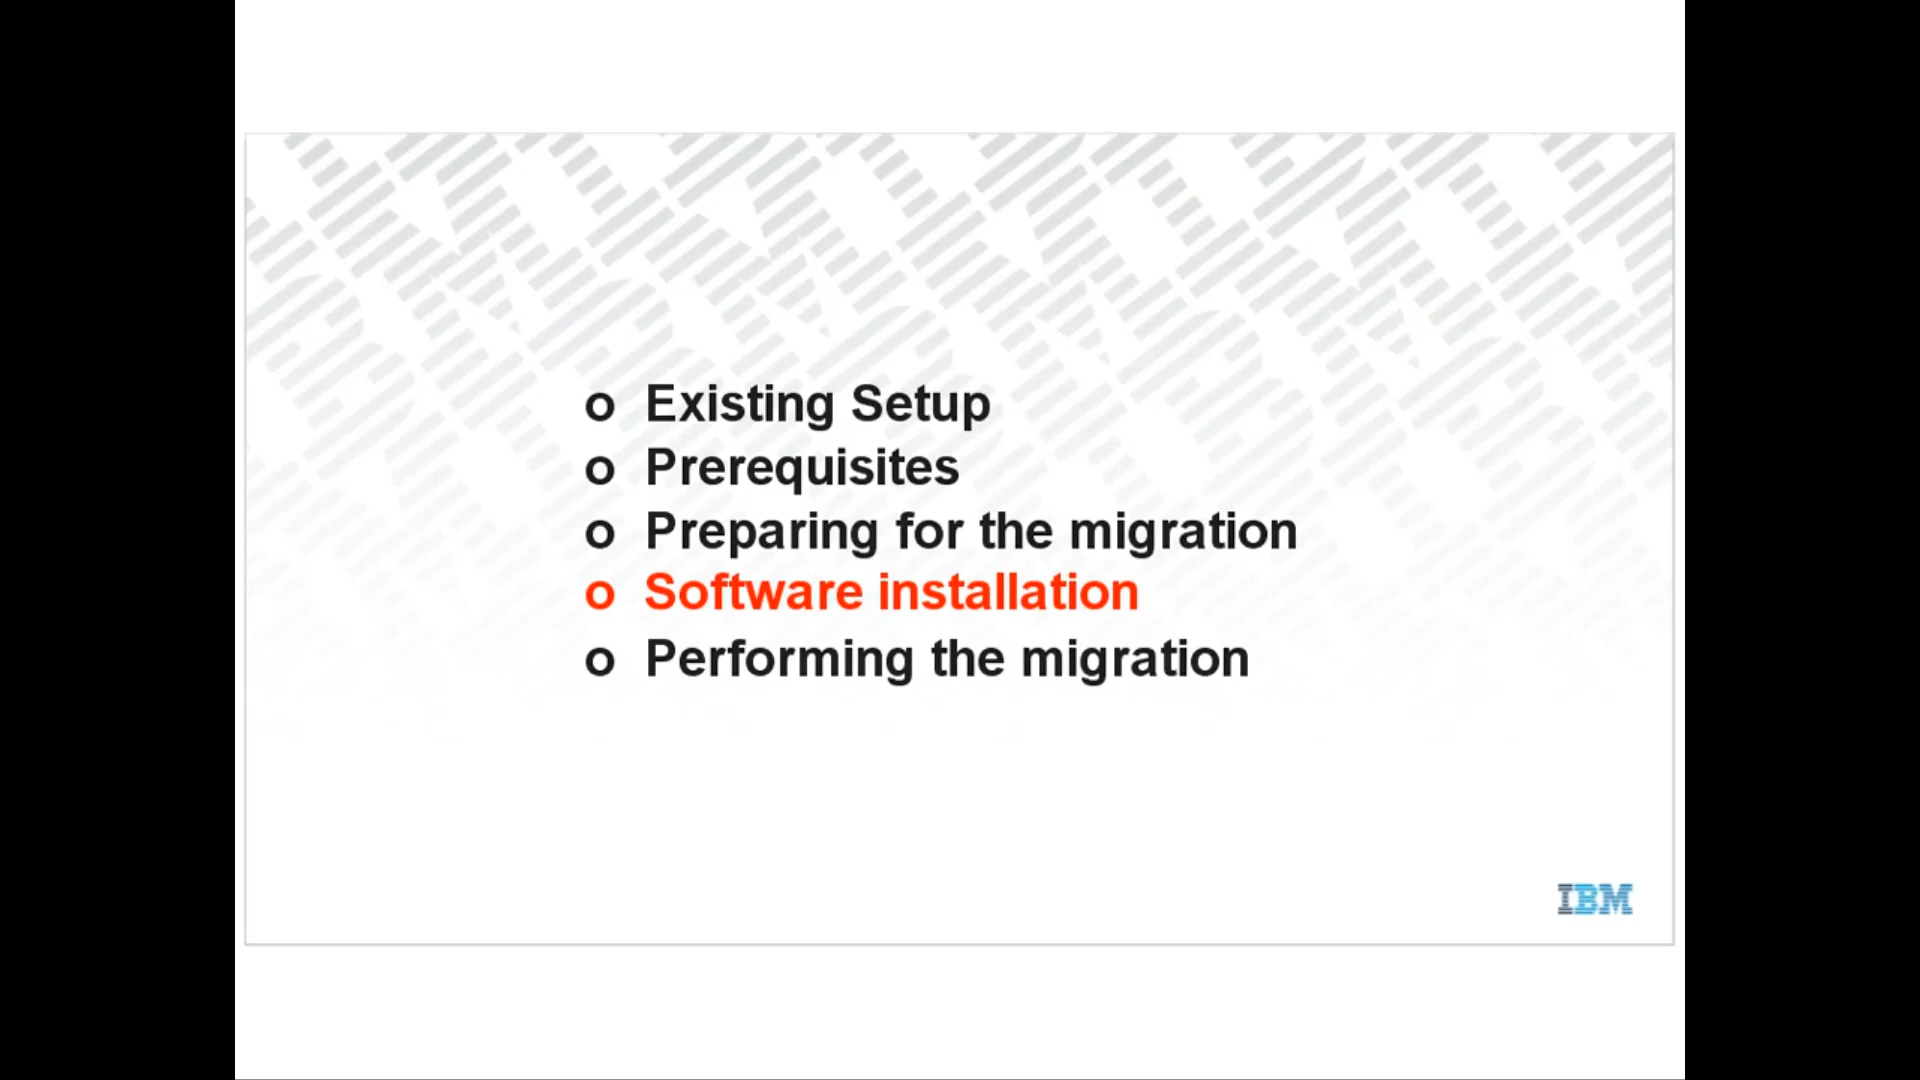 o Existing Setup
o Prerequisites
o Preparing for the migration
o Software installation
o Performing the migration
IBM